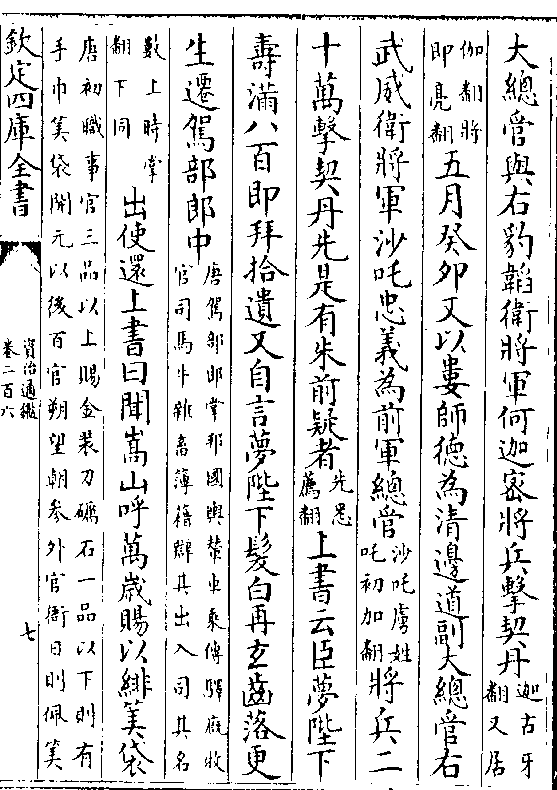 大總管與右豹韜衛將軍何迦密將兵擊契丹迦古牙翻又居
伽翻將即亮翻五月癸卯又以婁師德為清邊道副大總管右
武威衛將軍沙吒忠義為前軍總管沙吒虜姓吒初加翻將兵二
十萬擊契丹先是有朱前疑者先悉薦翻上書云臣夢陛下
壽滿八百即拜拾遺又自言夢陛下髮白再玄齒落更
生遷駕部郎中唐駕部郎掌邦國輿輦車乘傳驛廐牧官司馬牛雜畜簿籍辯其出入司其名
數上時掌翻下同出使還上書曰聞嵩山呼萬歲賜以緋筭袋
唐初職事官三品以上賜金装刀礪石一品以下則有
手巾筭袋開元以後百官朔望朝參外官衙日則佩筭
欽定四庫全書
資治通鑑
卷二百六
七